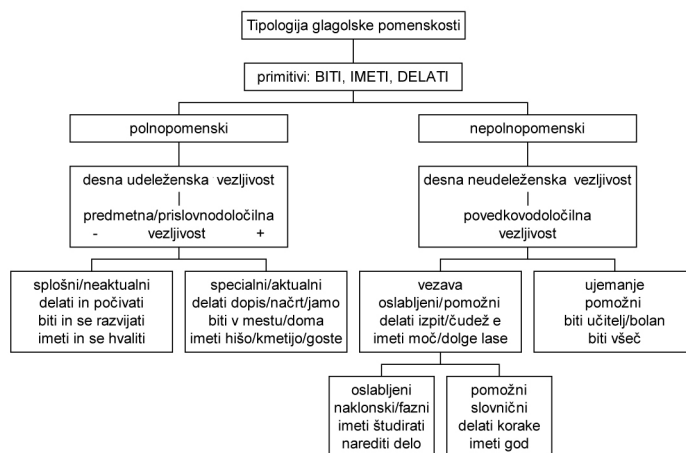 Tipologija glagolske pomenskosti
primitivi: BITI, IMETI, DELATI
polnopomenski
nepolnopomenski
desna udeleženska vezljivost
predmetna/prislovnodoločilna
- vezljivost +
desna neudeleženska vezljivost
povedkovodoločilna
vezljivost
splošni/neaktualni
delati in počivati
biti in se razvijati
imeti in se hvaliti
specialni/aktualni
delati dopis/načrt/jamo
biti v mestu/doma
imeti hišo/kmetijo/goste
vezava
oslabljeni/pomožni
delati izpit/čudež e
imeti moč/dolge lase
ujemanje
pomožni
biti učitelj/bolan
biti všeč
oslabljeni
naklonski/fazni
imeti študirati
narediti delo
pomožni
slovnični
delati korake
imeti god